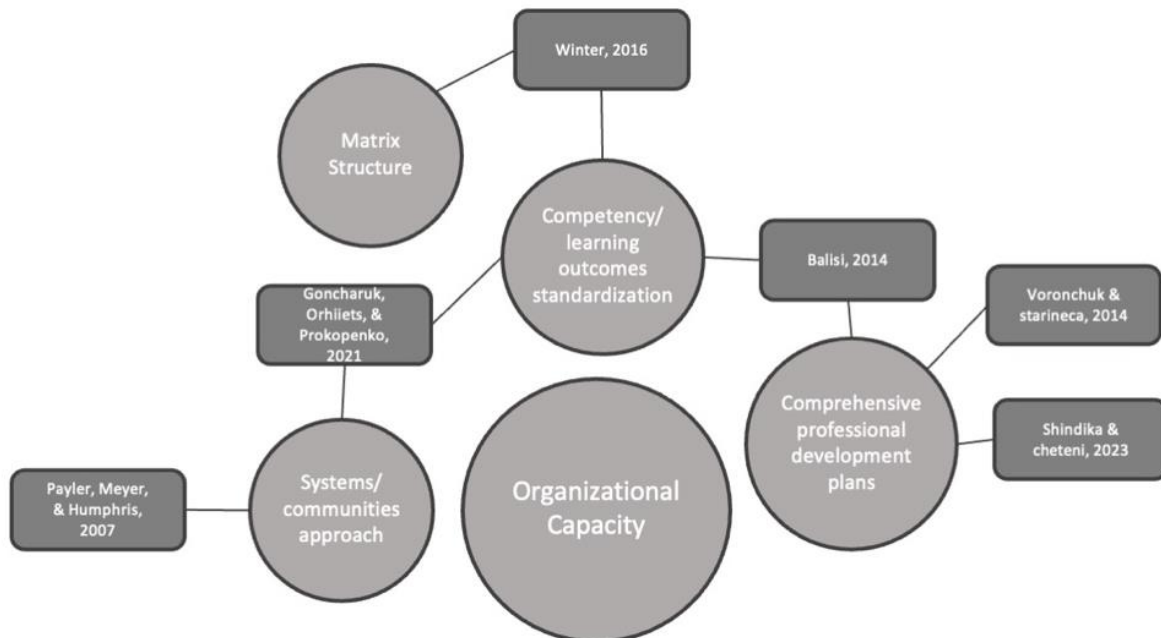 Winter, 2016
Matrix
Structure
Competency/
learning
outcomes
standardization
Balisi, 2014
Goncharuk,
Orhiiets, &
Prokopenko,
2021
Voronchuk &
starineca, 2014
Comprehensive
professional
development
plans
Shindika &
cheteni, 2023
Organizational
Capacity
Systems/
communities
approach
Payler, Meyer,
& Humphris,
2007